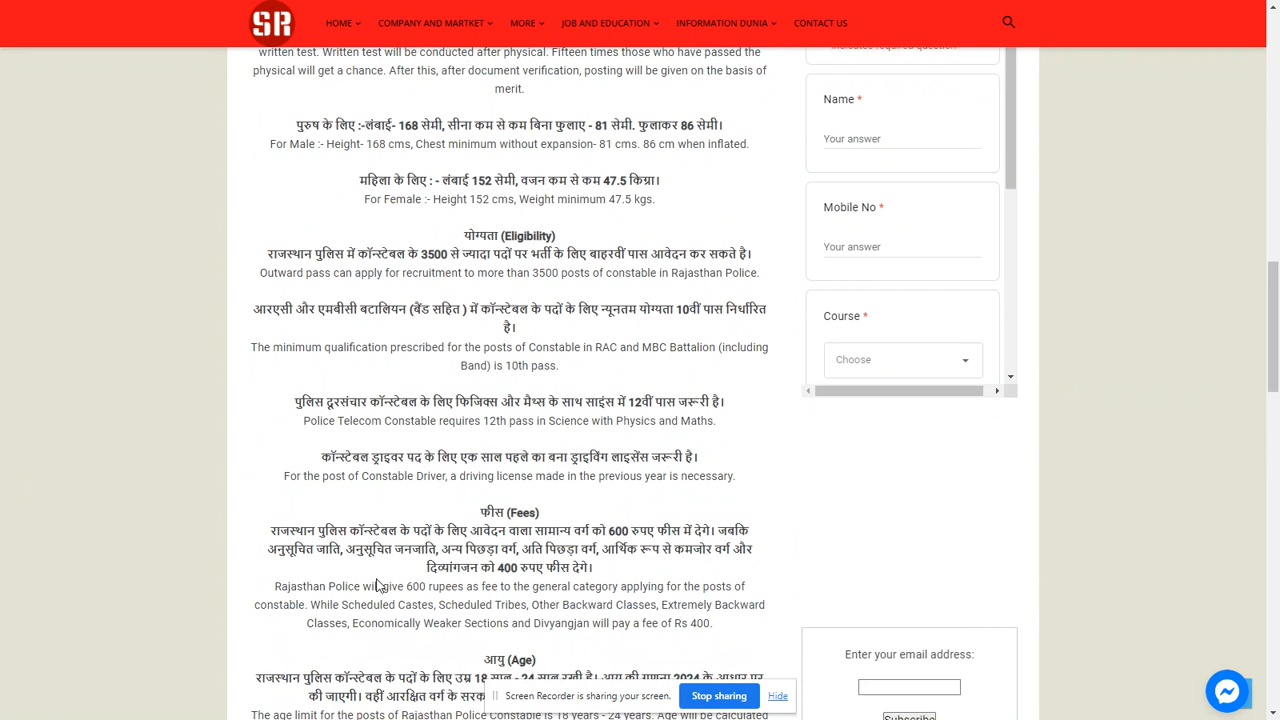 SR
HOME
COMPANY AND MARTKET
MORE
JOB AND EDUCATION
INFORMATION DUNIA
CONTACT US
written test. Written test will be conducted after physical. Fifteen times those who have passed the
physical will get a chance. After this, after document verification, posting will be given on the basis of
merit.
पुरुष के लिए :-लंबाई- 168 सेमी, सीना कम से कम बिना फुलाए - 81 सेमी. फुलाकर 86 सेमी।
For Male :- Height- 168 cms, Chest minimum without expansion- 81 cms. 86 cm when inflated.
महिला के लिए : - लंबाई 152 सेमी, वजन कम से कम 47.5 किग्रा।
For Female :- Height 152 cms, Weight minimum 47.5 kgs.
योग्यता (Eligibility)
राजस्थान पुलिस में कॉन्स्टेबल के 3500 से ज्यादा पदों पर भर्ती के लिए बाहरवीं पास आवेदन कर सकते है।
Outward pass can apply for recruitment to more than 3500 posts of constable in Rajasthan Police.
आरएसी और एमबीसी बटालियन (बैंड सहित ) में कॉन्स्टेबल के पदों के लिए न्यूनतम योग्यता 10वीं पास निर्धारित
है।
The minimum qualification prescribed for the posts of Constable in RAC and MBC Battalion (including
Band) is 10th pass.
पुलिस दूरसंचार कॉन्स्टेबल के लिए फिजिक्स और मैथ्स के साथ साइंस में 12वीं पास जरूरी है।
Police Telecom Constable requires 12th pass in Science with Physics and Maths.
कॉन्स्टेबल ड्राइवर पद के लिए एक साल पहले का बना ड्राइविंग लाइसेंस जरूरी है।
For the post of Constable Driver, a driving license made in the previous year is necessary.
फीस (Fees)
राजस्थान पुलिस कॉन्स्टेबल के पदों के लिए आवेदन वाला सामान्य वर्ग को 600 रुपए फीस में देगे। जबकि
अनुसूचित जाति, अनुसूचित जनजाति, अन्य पिछड़ा वर्ग, अति पिछड़ा वर्ग, आर्थिक रूप से कमजोर वर्ग और
दिव्यांगजन को 400 रुपए फीस देगे।
Rajasthan Police will give 600 rupees as fee to the general category applying for the posts of
constable. While Scheduled Castes, Scheduled Tribes, Other Backward Classes, Extremely Backward
Classes, Economically Weaker Sections and Divyangjan will pay a fee of Rs 400.
आयु (Age)
राजस्थान पुलिस कॉन्स्टेबल के पदों के लिए उम्र 18 साल - 24 साल रखी है। आयु की गणना 2024 के आधार पर
की जाएगी। वहीं आरक्षित वर्ग के
The age limit for the posts of Rajasthan Police Constable is 18 years - 24 years. Age will be calculated
indicates required question
Name *
Your answer
Mobile No *
Your answer
Course *
Choose
Enter your email address:
Subscribe
Screen Recorder is sharing your screen.
Stop sharing
Hide